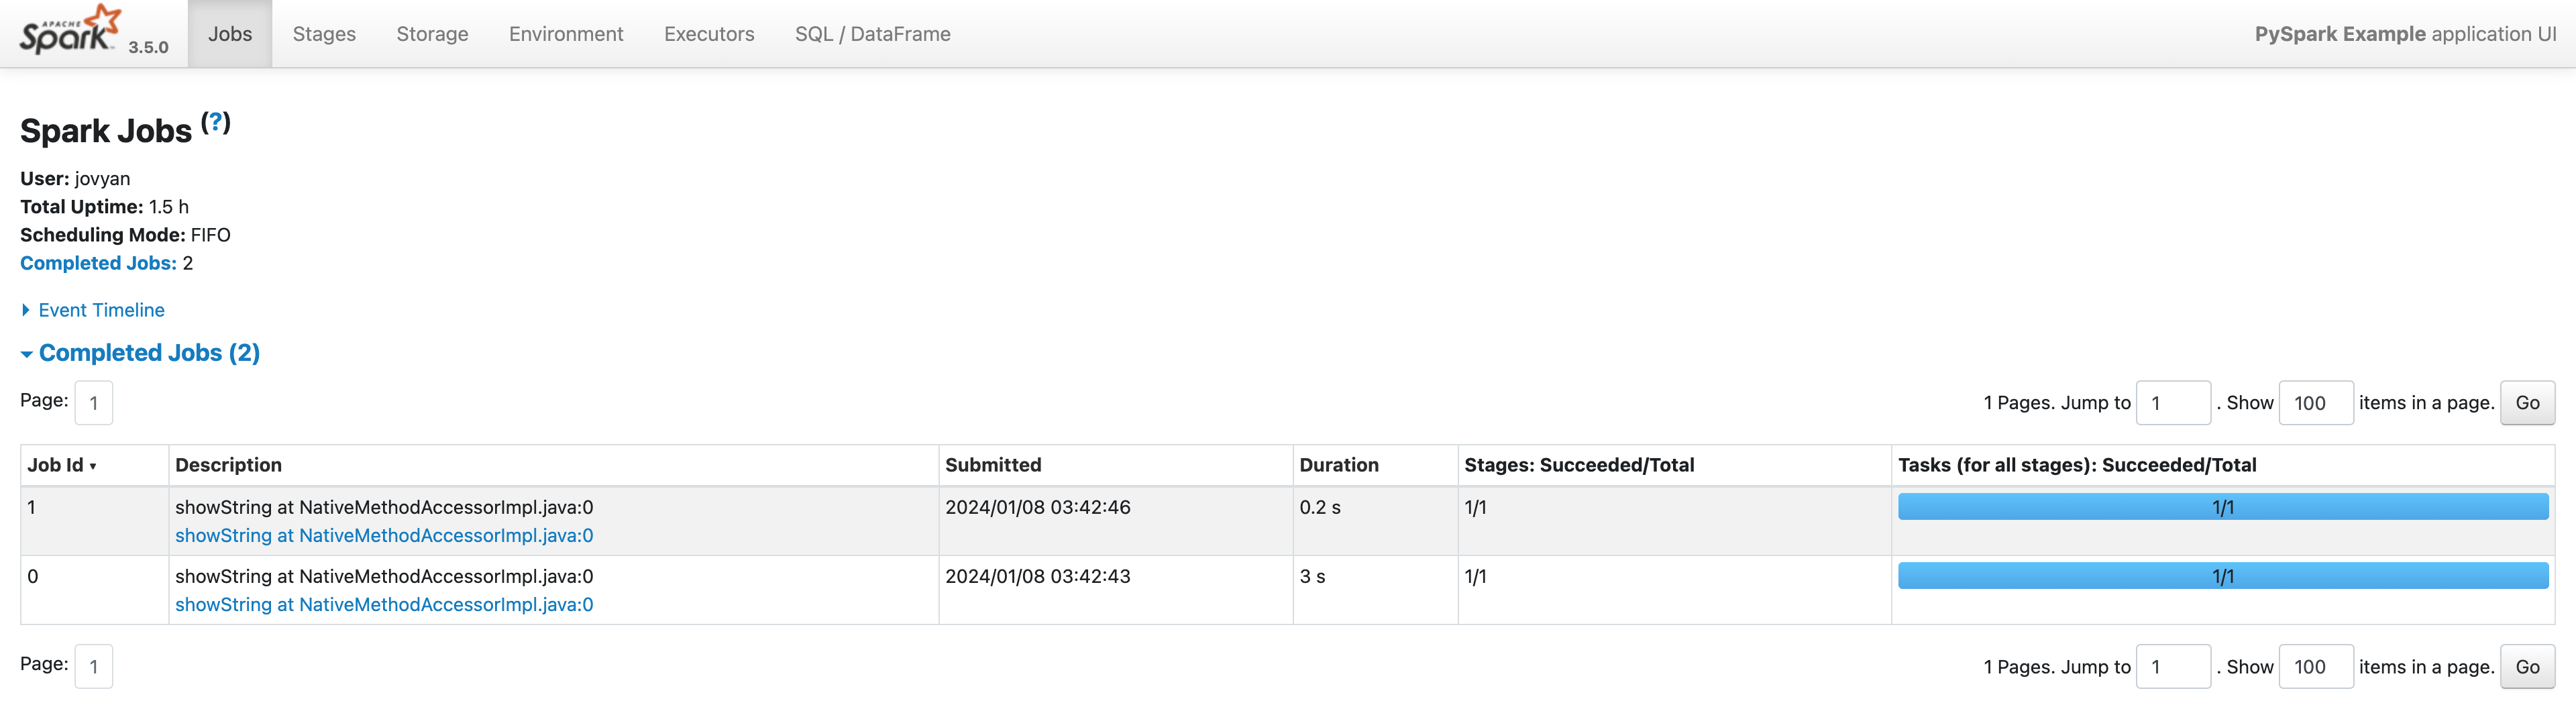 APACHE Spark 3.5.0 Jobs Stages Storage Environment Executors SQL / DataFrame PySpark Example application UI
Spark Jobs (?)
User: jovyan
Total Uptime: 1.5 h
Scheduling Mode: FIFO
Completed Jobs: 2
Event Timeline
Completed Jobs (2)
Page: 1 1 Pages. Jump to 1 . Show 100 items in a page. Go
Job Id ▾ Description Submitted Duration Stages: Succeeded/Total Tasks (for all stages): Succeeded/Total
1 showString at NativeMethodAccessorImpl.java:0 2024/01/08 03:42:46 0.2 s 1/1 1/1
showString at NativeMethodAccessorImpl.java:0
0 showString at NativeMethodAccessorImpl.java:0 2024/01/08 03:42:43 3 s 1/1 1/1
showString at NativeMethodAccessorImpl.java:0
Page: 1 1 Pages. Jump to 1 . Show 100 items in a page. Go